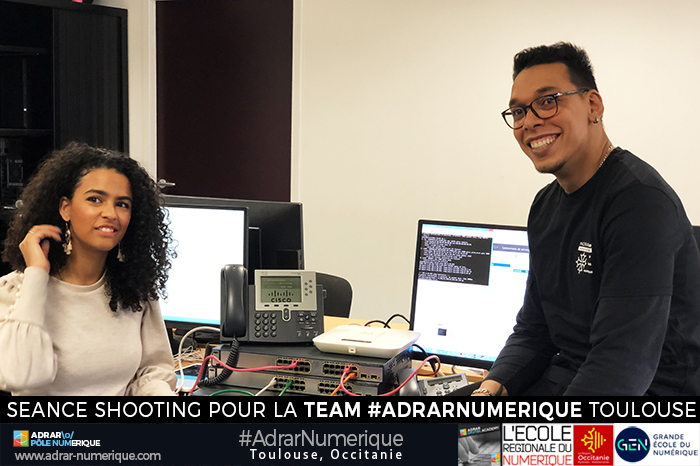 CISCO
SEANCE SHOOTING POUR LA TEAM #ADRARNUMERIQUE TOULOUSE
ADRAR\o/
PÔLE NUMERIQUE
www.adrar-numerique.com
#AdrarNumerique
Toulouse, Occitanie
L'ECOLE
REGIONALE DU
NUMERIQUE
Occitanie
GEN
GRANDE
ÉCOLE DU
NUMÉRIQUE